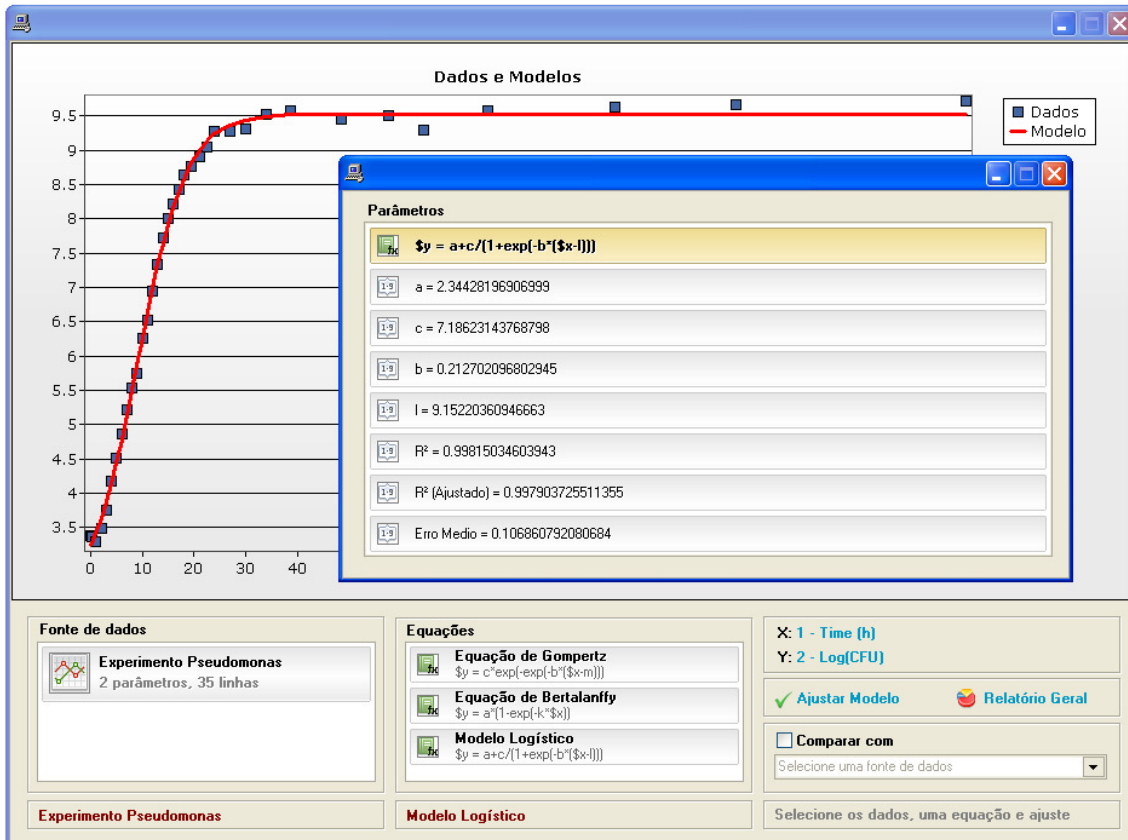 Dados e Modelos
9.5
9
8.5
8
7.5
7
6.5
6
5.5
5
4.5
4
3.5
0
10
20
30
40
Dados
Modelo
Parâmetros
$y = a+c/(1+exp(-b*($x-l)))
a = 2.34428196906999
c = 7.18623143768798
b = 0.212702096802945
l = 9.15220360946663
R² = 0.99815034603943
R² (Ajustado) = 0.997903725511355
Erro Medio = 0.106860792080684
Fonte de dados
Experimento Pseudomonas
2 parâmetros, 35 linhas
Experimento Pseudomonas
Equações
Equação de Gompertz
$y = c*exp(-exp(-b*($x-m)))
Equação de Bertalanffy
$y = a*(1-exp(-k*$x))
Modelo Logístico
$y = a+c/(1+exp(-b*($x-l)))
Modelo Logístico
X: 1 - Time (h)
Y: 2 - Log(CFU)
Ajustar Modelo
Relatório Geral
Comparar com
Selecione uma fonte de dados
Selecione os dados, uma equação e ajuste